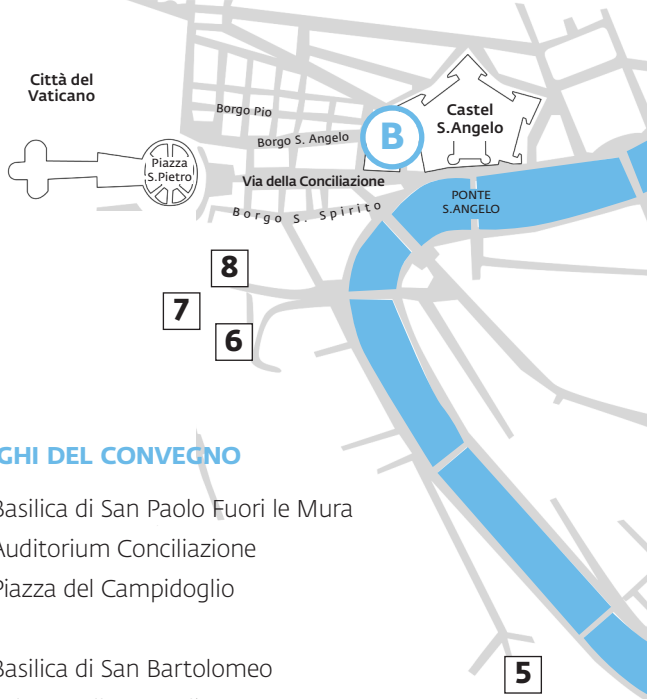 Città del
Vaticano
Borgo Pio
Castel
S.Angelo
B
Borgo S. Angelo
Piazza
S.Pietro
Via della Conciliazione
PONTE
S.ANGELO
Borgo S. Spirito
8
7
6
GHI DEL CONVEGNO
Basilica di San Paolo Fuori le Mura
Auditorium Conciliazione
Piazza del Campidoglio
Basilica di San Bartolomeo
5